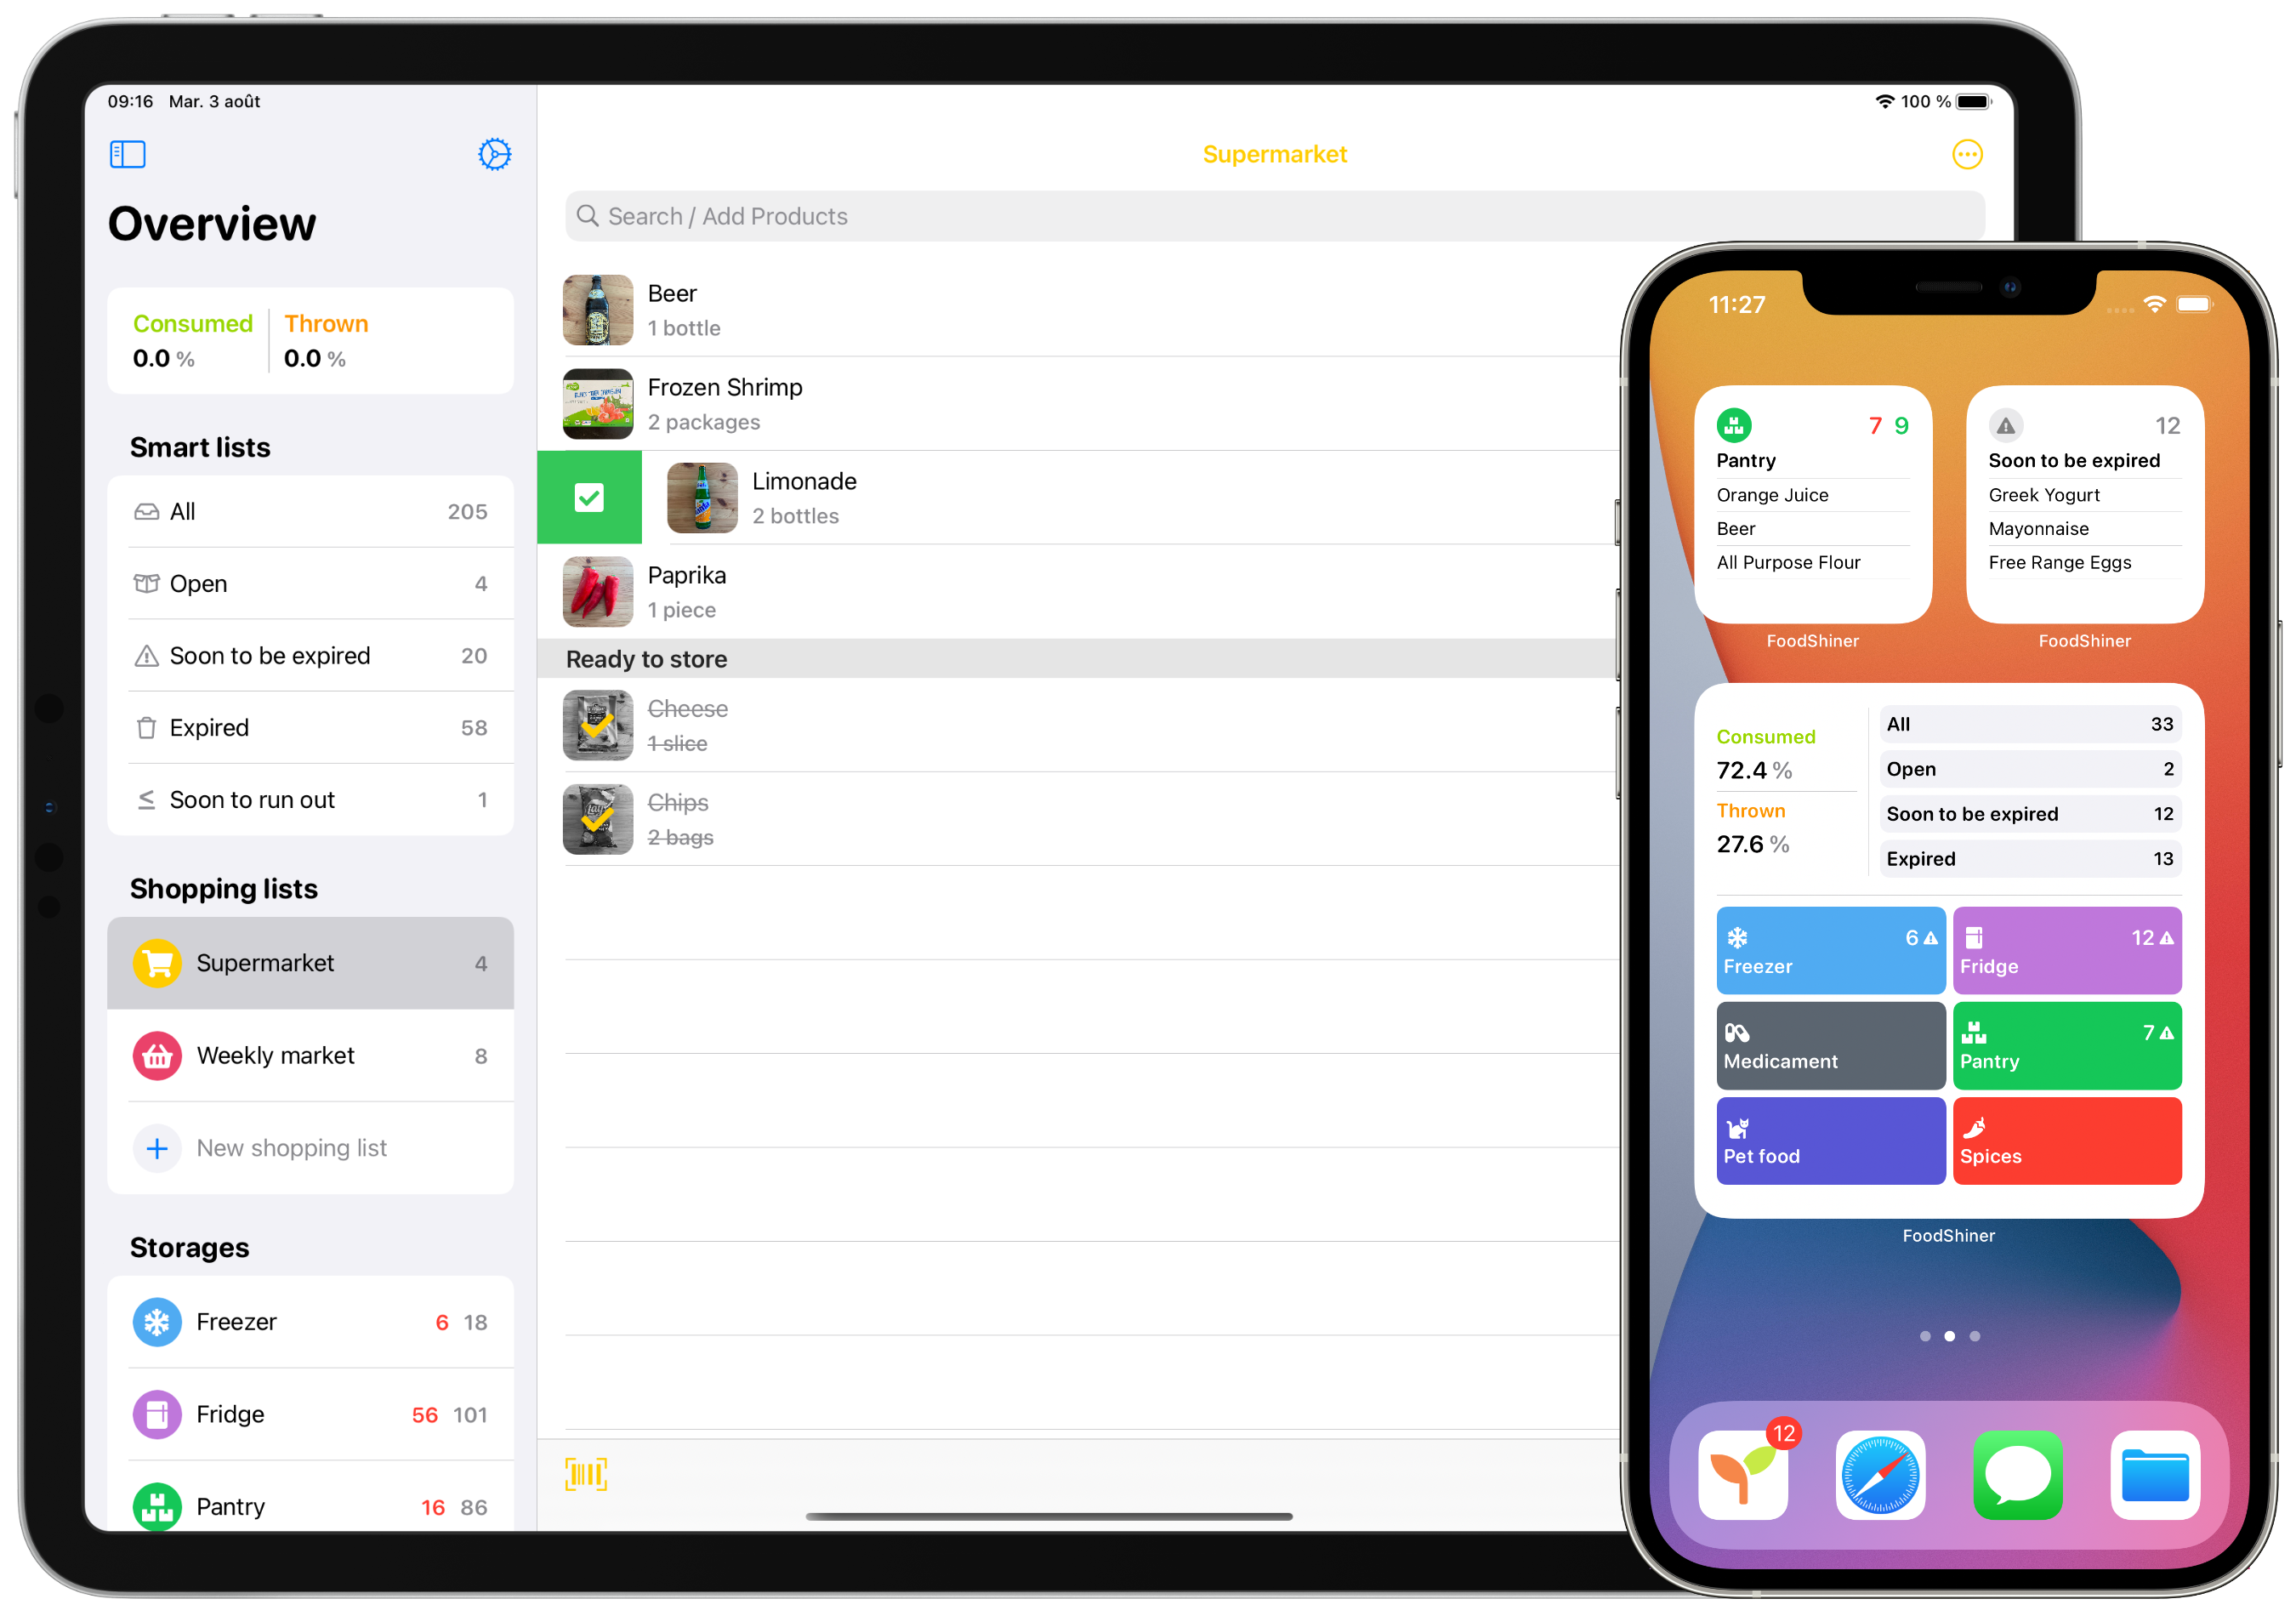 09:16 Mar. 3 août
100 %
Overview
Consumed Thrown
0.0 % 0.0 %
Smart lists
All 205
Open 4
Soon to be expired 20
Expired 58
Soon to run out 1
Shopping lists
Supermarket 4
Weekly market 8
New shopping list
Storages
Freezer 6 18
Fridge 56 101
Pantry 16 86
Supermarket
Search / Add Products
Beer
1 bottle
Frozen Shrimp
2 packages
Limonade
2 bottles
Paprika
1 piece
Ready to store
Cheese
1 slice
Chips
2 bags
11:27
7 9
Pantry
Orange Juice
Beer
All Purpose Flour
FoodShiner
12
Soon to be expired
Greek Yogurt
Mayonnaise
Free Range Eggs
FoodShiner
Consumed
72.4 %
Thrown
27.6 %
All 33
Open 2
Soon to be expired 12
Expired 13
6
Freezer
12
Fridge
Medicament
7
Pantry
Pet food
Spices
FoodShiner
12